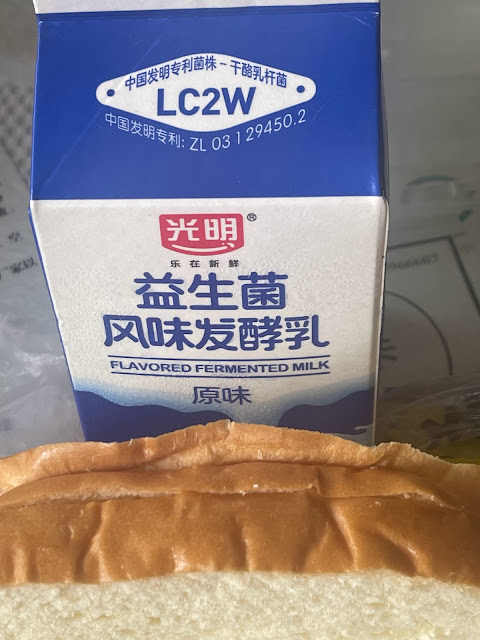 中国发明专利菌株－干酪乳杆菌
LC2W
中国发明专利: ZL 03 1 29450.2
光明®
乐在新鲜
益生菌
风味发酵乳
FLAVORED FERMENTED MILK
原味